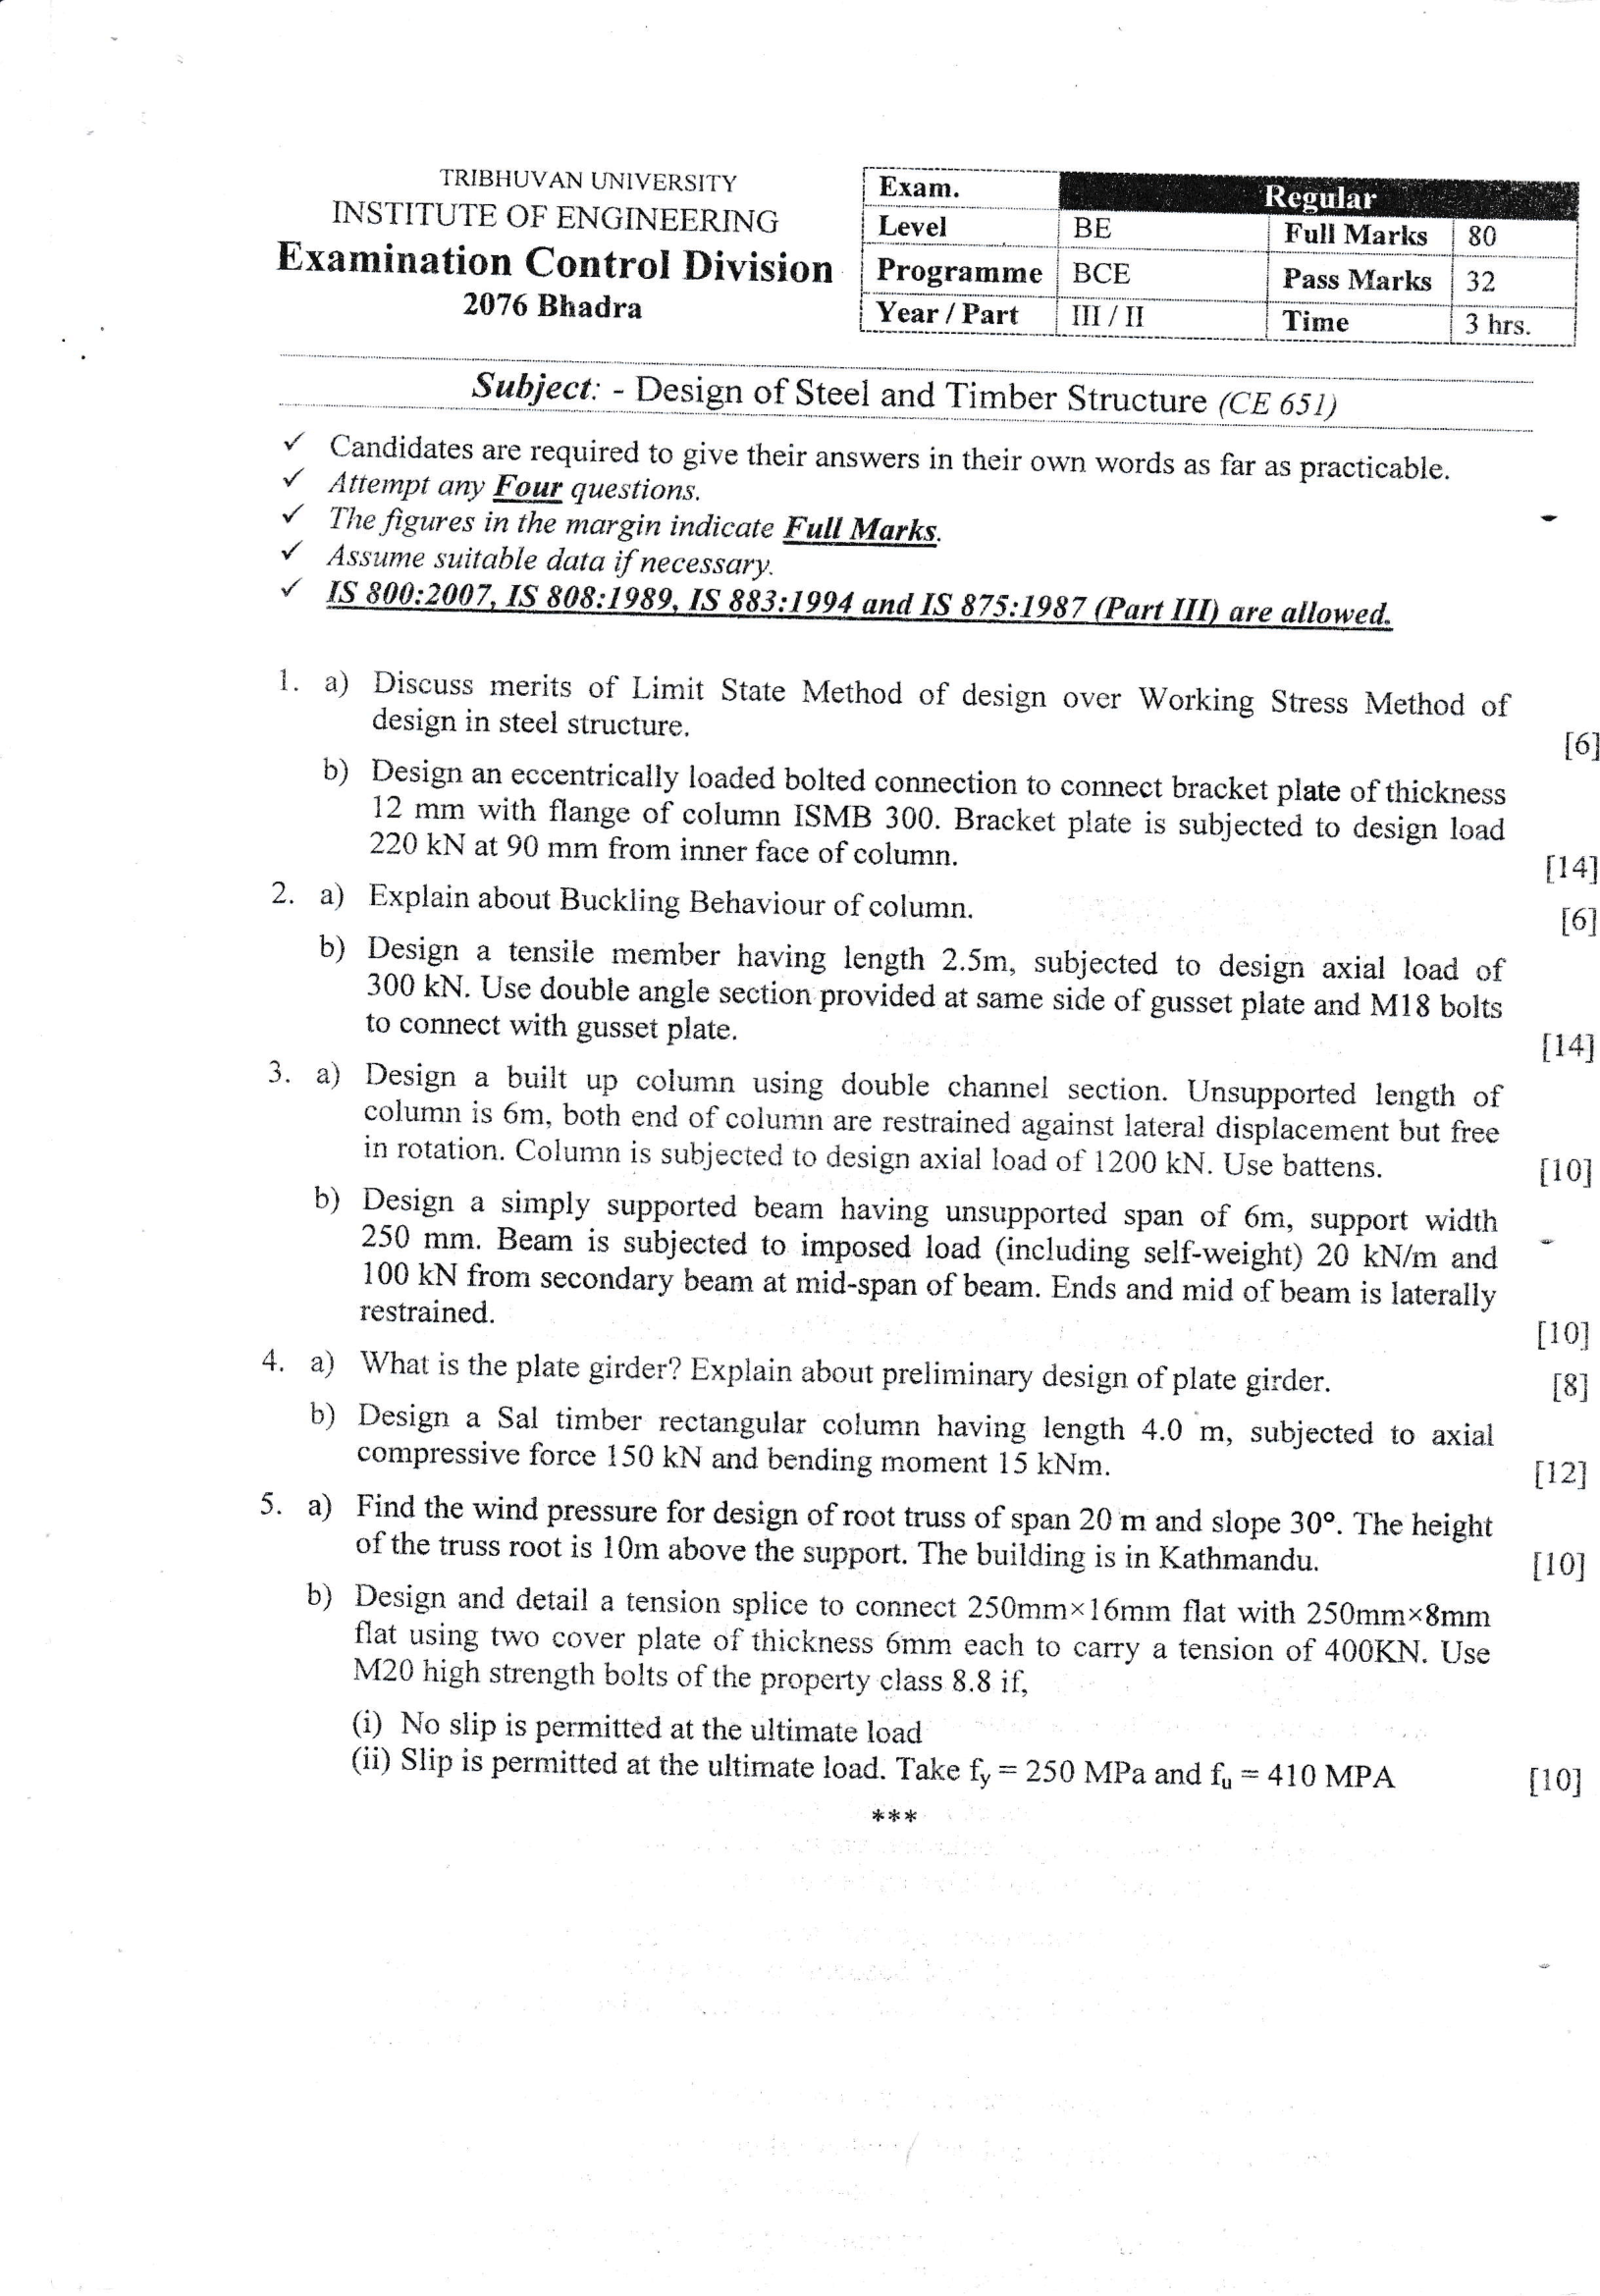 TRIBHUVAN UNIVERSITY
INSTITUTE OF ENGINEERING
Examination Control Division
2076 Bhadra
Exam. Regular
Level BE Full Marks 80
Programme BCE Pass Marks 32
Year / Part III / II Time 3 hrs.
Subject: - Design of Steel and Timber Structure (CE 651)
✓ Candidates are required to give their answers in their own words as far as practicable.
✓ Attempt any Four questions.
✓ The figures in the margin indicate Full Marks.
✓ Assume suitable data if necessary.
✓ IS 800:2007, IS 808:1989, IS 883:1994 and IS 875:1987 (Part III) are allowed.
1. a) Discuss merits of Limit State Method of design over Working Stress Method of
design in steel structure. [6]
b) Design an eccentrically loaded bolted connection to connect bracket plate of thickness
12 mm with flange of column ISMB 300. Bracket plate is subjected to design load
220 kN at 90 mm from inner face of column. [14]
2. a) Explain about Buckling Behaviour of column. [6]
b) Design a tensile member having length 2.5m, subjected to design axial load of
300 kN. Use double angle section provided at same side of gusset plate and M18 bolts
to connect with gusset plate. [14]
3. a) Design a built up column using double channel section. Unsupported length of
column is 6m, both end of column are restrained against lateral displacement but free
in rotation. Column is subjected to design axial load of 1200 kN. Use battens. [10]
b) Design a simply supported beam having unsupported span of 6m, support width
250 mm. Beam is subjected to imposed load (including self-weight) 20 kN/m and
100 kN from secondary beam at mid-span of beam. Ends and mid of beam is laterally
restrained. [10]
4. a) What is the plate girder? Explain about preliminary design of plate girder. [8]
b) Design a Sal timber rectangular column having length 4.0 m, subjected to axial
compressive force 150 kN and bending moment 15 kNm. [12]
5. a) Find the wind pressure for design of root truss of span 20 m and slope 30°. The height
of the truss root is 10m above the support. The building is in Kathmandu. [10]
b) Design and detail a tension splice to connect 250mm×16mm flat with 250mm×8mm
flat using two cover plate of thickness 6mm each to carry a tension of 400KN. Use
M20 high strength bolts of the property class 8.8 if,
(i) No slip is permitted at the ultimate load
(ii) Slip is permitted at the ultimate load. Take fy = 250 MPa and fu = 410 MPA [10]
***